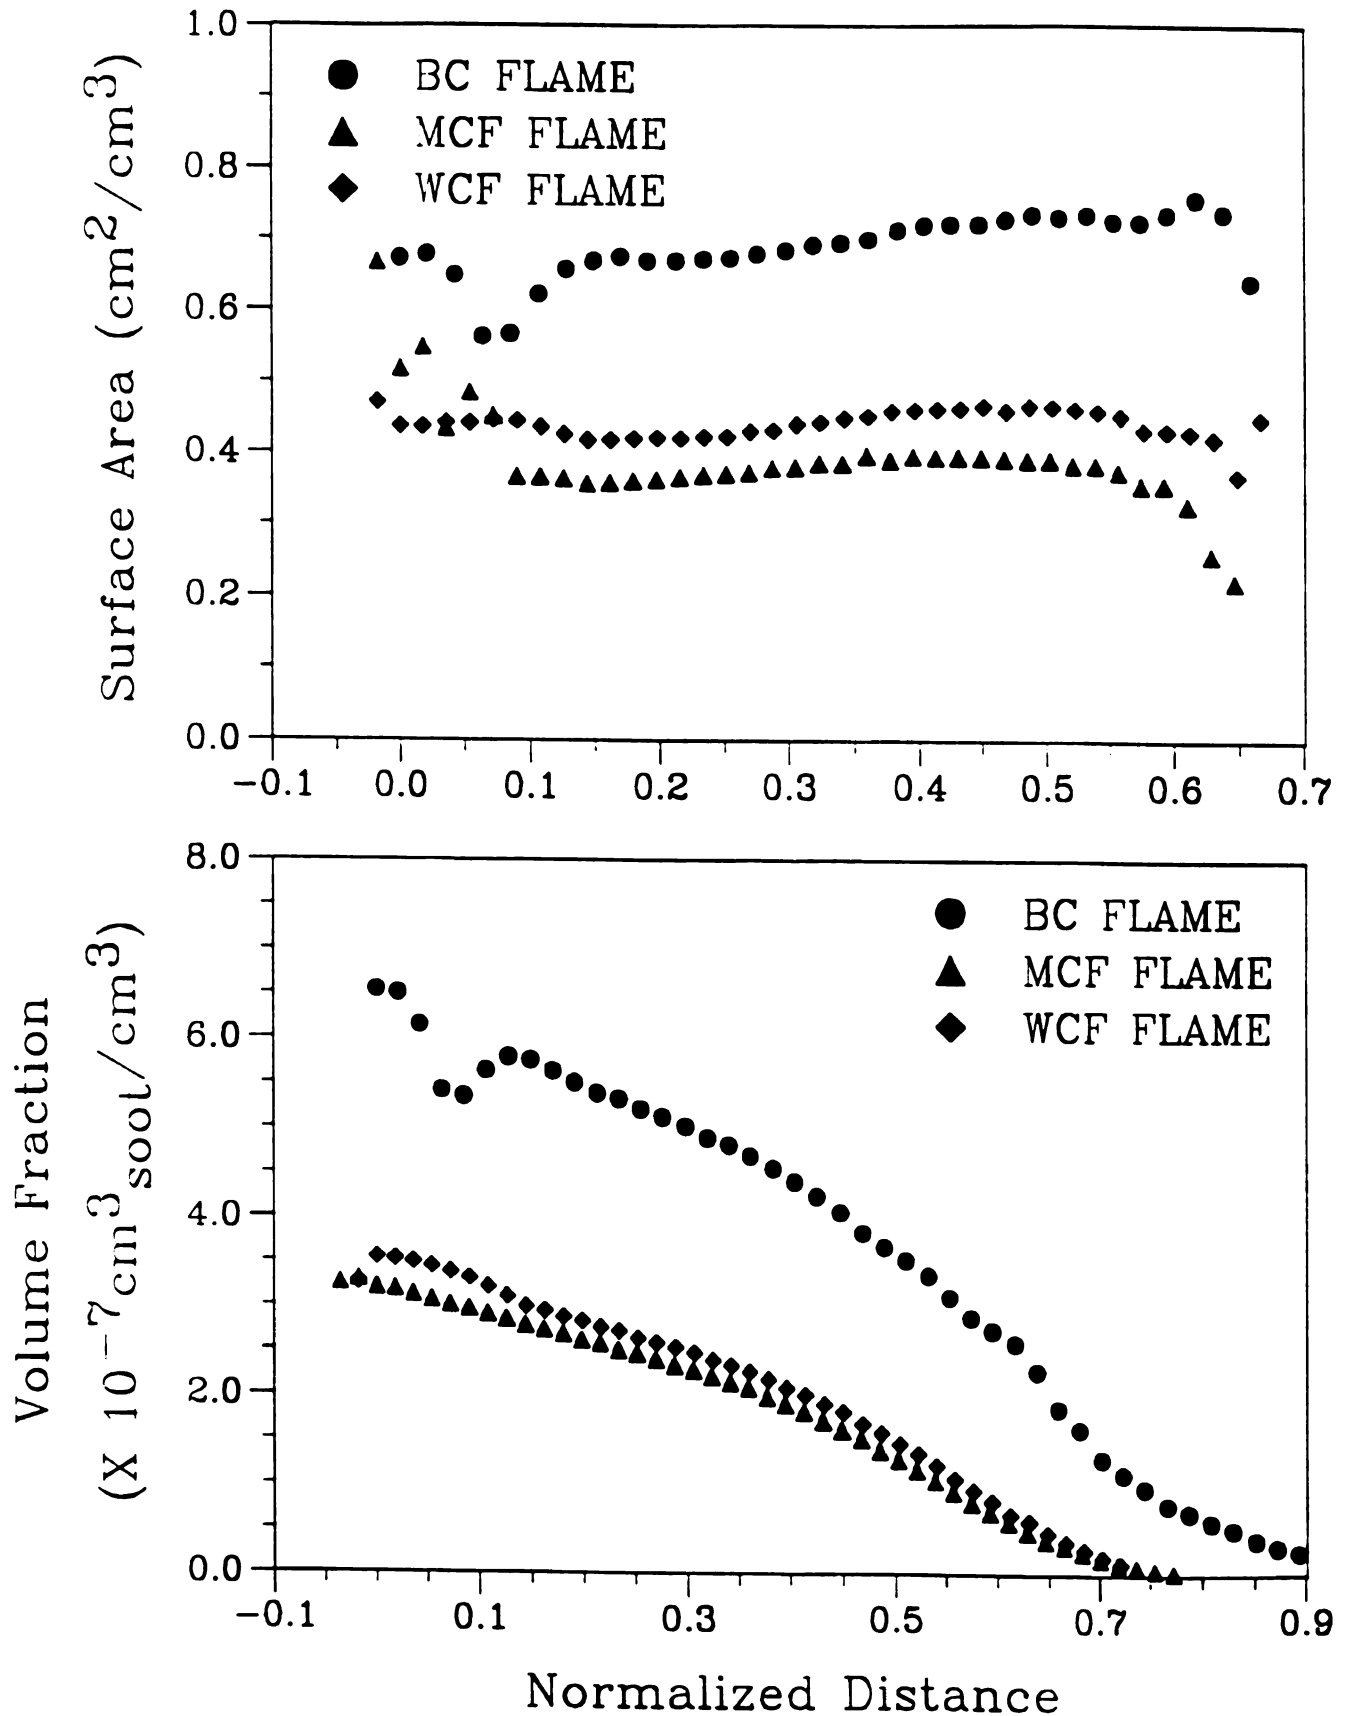 Surface Area (cm2/cm3)
1.0
0.8
0.6
0.4
0.2
0.0
BC FLAME
MCF FLAME
WCF FLAME
-0.1 0.0 0.1 0.2 0.3 0.4 0.5 0.6 0.7
Volume Fraction
(X 10-7cm3soot/cm3)
8.0
6.0
4.0
2.0
0.0
BC FLAME
MCF FLAME
WCF FLAME
-0.1 0.1 0.3 0.5 0.7 0.9
Normalized Distance